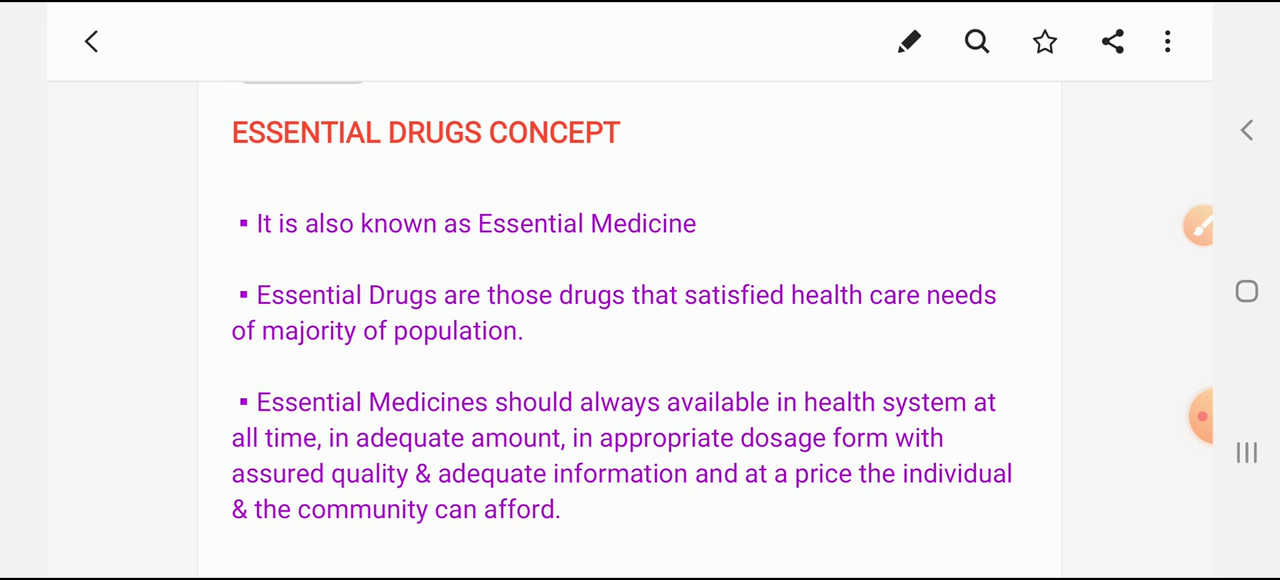 ESSENTIAL DRUGS CONCEPT
▪ It is also known as Essential Medicine
▪ Essential Drugs are those drugs that satisfied health care needs
of majority of population.
▪ Essential Medicines should always available in health system at
all time, in adequate amount, in appropriate dosage form with
assured quality & adequate information and at a price the individual
& the community can afford.